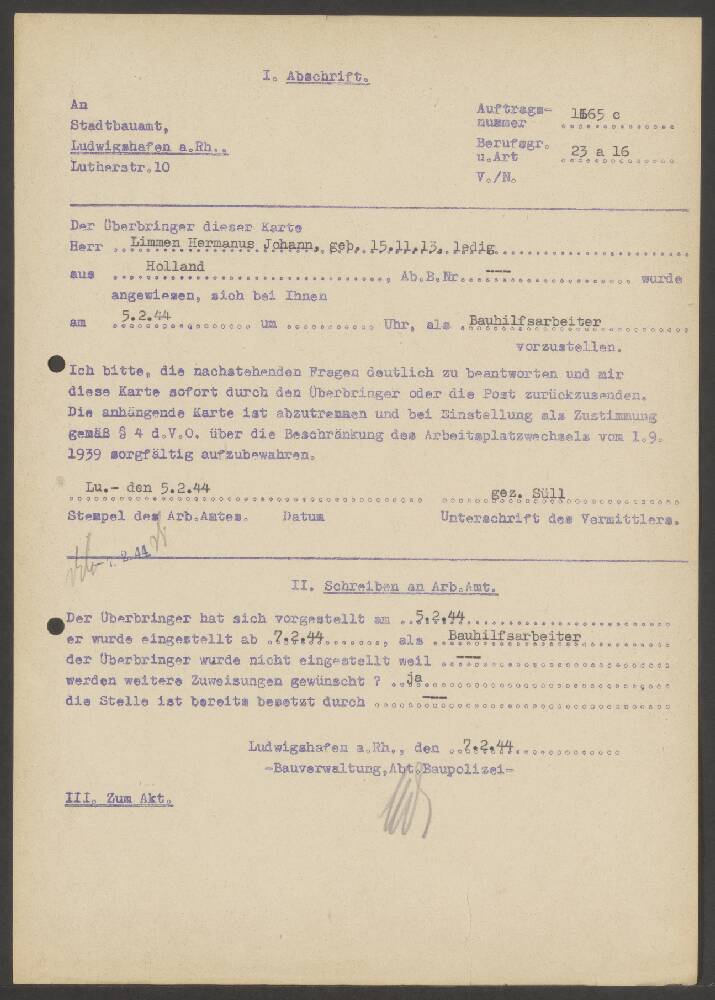 I. Abschrift.
An
Stadtbauamt,
Ludwigshafen a.Rh..
Lutherstr.10
Auftrags-
nummer 1165 c
Berufsgr.
u.Art 23 a 16
V./N.
Der Überbringer dieser Karte
Herr Limmen Hermanus Johann, geb. 15.11.13. ledig
aus Holland, Ab.B.Nr. --- wurde
angewiesen, sich bei Ihnen
am 5.2.44 um ............ Uhr, als Bauhilfsarbeiter
vorzustellen.
Ich bitte, die nachstehenden Fragen deutlich zu beantworten und mir
diese Karte sofort durch den Überbringer oder die Post zurückzusenden.
Die anhängende Karte ist abzutrennen und bei Einstellung als Zustimmung
gemäß § 4 d.V.O. über die Beschränkung des Arbeitsplatzwechsels vom 1.9.
1939 sorgfältig aufzubewahren.
Lu.- den 5.2.44 gez. Süll
Stempel des Arb.Amtes. Datum Unterschrift des Vermittlers.
7.2.44
II. Schreiben an Arb.Amt.
Der Überbringer hat sich vorgestellt am ..5.2.44
er wurde eingestellt ab .7.2.44......., als .. Bauhilfsarbeiter
der Überbringer wurde nicht eingestellt weil ---
werden weitere Zuweisungen gewünscht ? ..ja
die Stelle ist bereits besetzt durch ---
Ludwigshafen a.Rh., den ..7.2.44
-Bauverwaltung,Abt.Baupolizei-
III. Zum Akt.